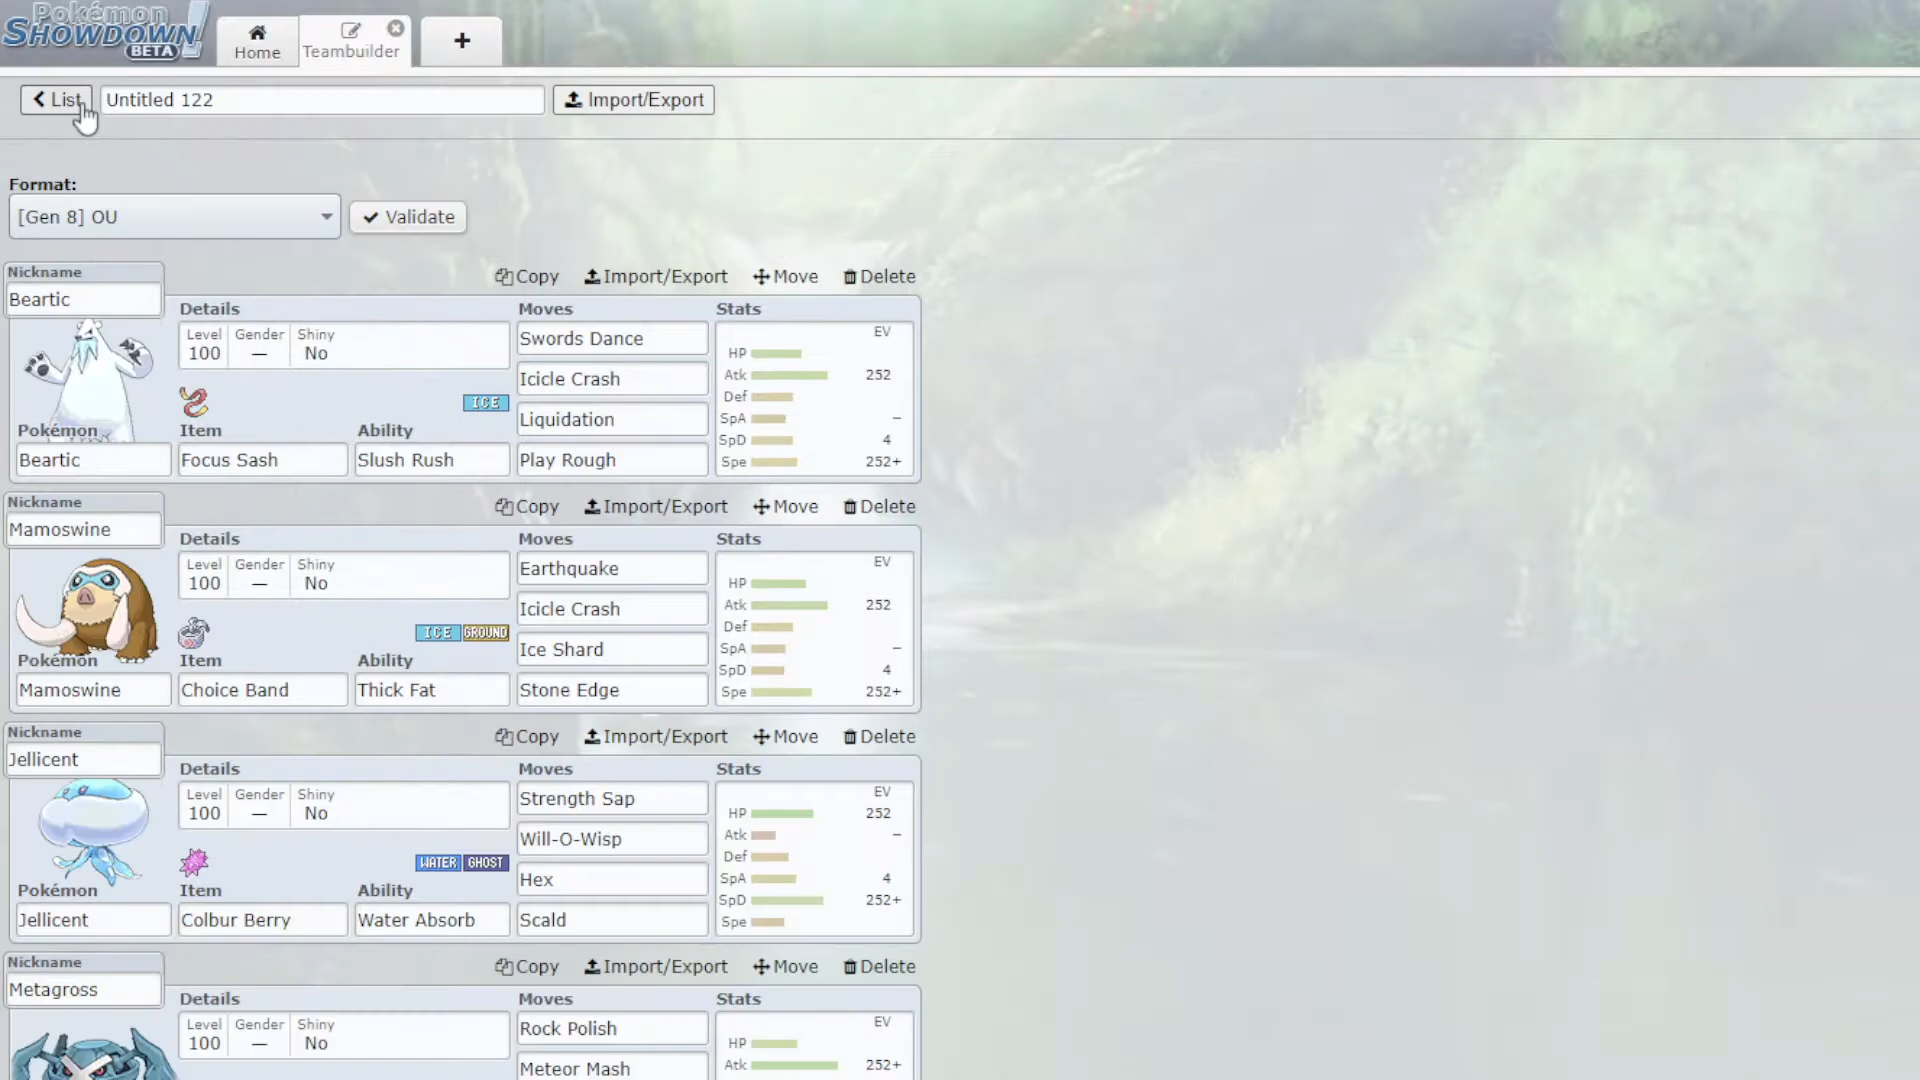 Pokémon
SHOWDOWN!
BETA
Home
Teambuilder
+
List
Untitled 122
Import/Export
Format:
[Gen 8] OU
Validate
Nickname
Beartic
Copy Import/Export Move Delete
Details
Level Gender Shiny
100 — No
ICE
Pokémon Item Ability
Beartic Focus Sash Slush Rush
Moves
Swords Dance
Icicle Crash
Liquidation
Play Rough
Stats
EV
HP
Atk 252
Def
SpA –
SpD 4
Spe 252+
Nickname
Mamoswine
Copy Import/Export Move Delete
Details
Level Gender Shiny
100 — No
ICE GROUND
Pokémon Item Ability
Mamoswine Choice Band Thick Fat
Moves
Earthquake
Icicle Crash
Ice Shard
Stone Edge
Stats
EV
HP
Atk 252
Def
SpA –
SpD 4
Spe 252+
Nickname
Jellicent
Copy Import/Export Move Delete
Details
Level Gender Shiny
100 — No
WATER GHOST
Pokémon Item Ability
Jellicent Colbur Berry Water Absorb
Moves
Strength Sap
Will-O-Wisp
Hex
Scald
Stats
EV
HP 252
Atk –
Def
SpA 4
SpD 252+
Spe
Nickname
Metagross
Copy Import/Export Move Delete
Details
Level Gender Shiny
100 — No
Moves
Rock Polish
Meteor Mash
Stats
EV
HP
Atk 252+